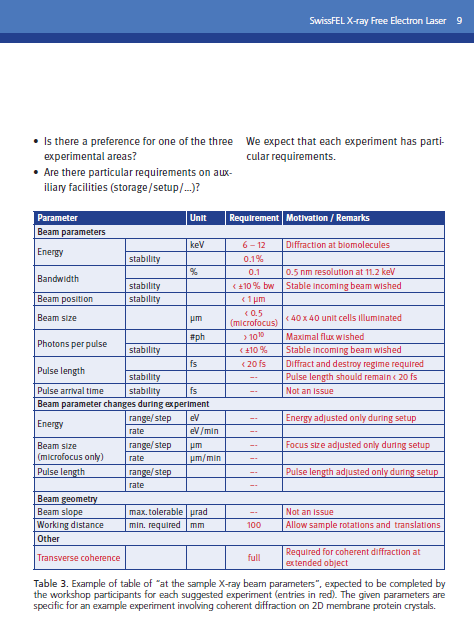 SwissFEL X-ray Free Electron Laser 9
• Is there a preference for one of the three
experimental areas?
• Are there particular requirements on aux-
iliary facilities (storage/setup/...)?
We expect that each experiment has parti-
cular requirements.
Parameter Unit Requirement Motivation / Remarks
Beam parameters
Energy keV 6 – 12 Diffraction at biomolecules
stability 0.1%
Bandwidth % 0.1 0.5 nm resolution at 11.2 keV
stability < ±10 % bw Stable incoming beam wished
Beam position stability < 1 µm
Beam size µm < 0.5 (microfocus) < 40 x 40 unit cells illuminated
Photons per pulse #ph > 10¹⁰ Maximal flux wished
stability < ±10 % Stable incoming beam wished
Pulse length fs < 20 fs Diffract and destroy regime required
stability --- Pulse length should remain < 20 fs
Pulse arrival time stability fs --- Not an issue
Beam parameter changes during experiment
Energy range/step eV --- Energy adjusted only during setup
rate eV/min ---
Beam size (microfocus only) range/step µm --- Focus size adjusted only during setup
rate µm/min ---
Pulse length range/step --- Pulse length adjusted only during setup
rate ---
Beam geometry
Beam slope max. tolerable µrad --- Not an issue
Working distance min. required mm 100 Allow sample rotations and translations
Other
Transverse coherence full Required for coherent diffraction at
extended object
Table 3. Example of table of “at the sample X-ray beam parameters”, expected to be completed by
the workshop participants for each suggested experiment (entries in red). The given parameters are
specific for an example experiment involving coherent diffraction on 2D membrane protein crystals.